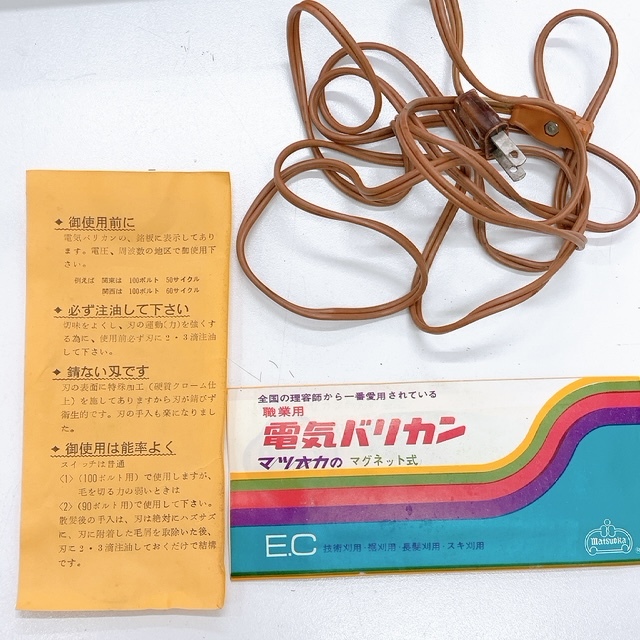 ✦ 御使用前に
電気バリカンの、銘板に表示してあり
ます。電圧、周波数の地区で御使用下
さい。
例えば 関東は 100ボルト 50サイクル
関西は 100ボルト 60サイクル
✦ 必ず注油して下さい
切味をよくし、刃の運動(力)を強くす
る為に、使用前必ず刃に2・3滴注油
して下さい。
✦ 錆ない刃です
刃の表面に特殊加工(硬質クローム仕
上)を施してありますから刃が錆びず
衛生的です。刃の手入も楽になりまし
た。
✦ 御使用は能率よく
スイッチは普通
(1) (100ボルト用)で使用しますが、
毛を切る力の弱いときは
(2) (90ボルト用)で使用して下さい。
散髪後の手入は、刃は絶対にハズサズ
に、刃に附着した毛屑を取除いた後、
刃に2・3滴注油しておくだけで結構
です。
全国の理容師から一番愛用されている
職業用
電気バリカン
マツオカの マグネット式
E.C 技術刈用・長髪刈用・スキ刈用
matsuoka